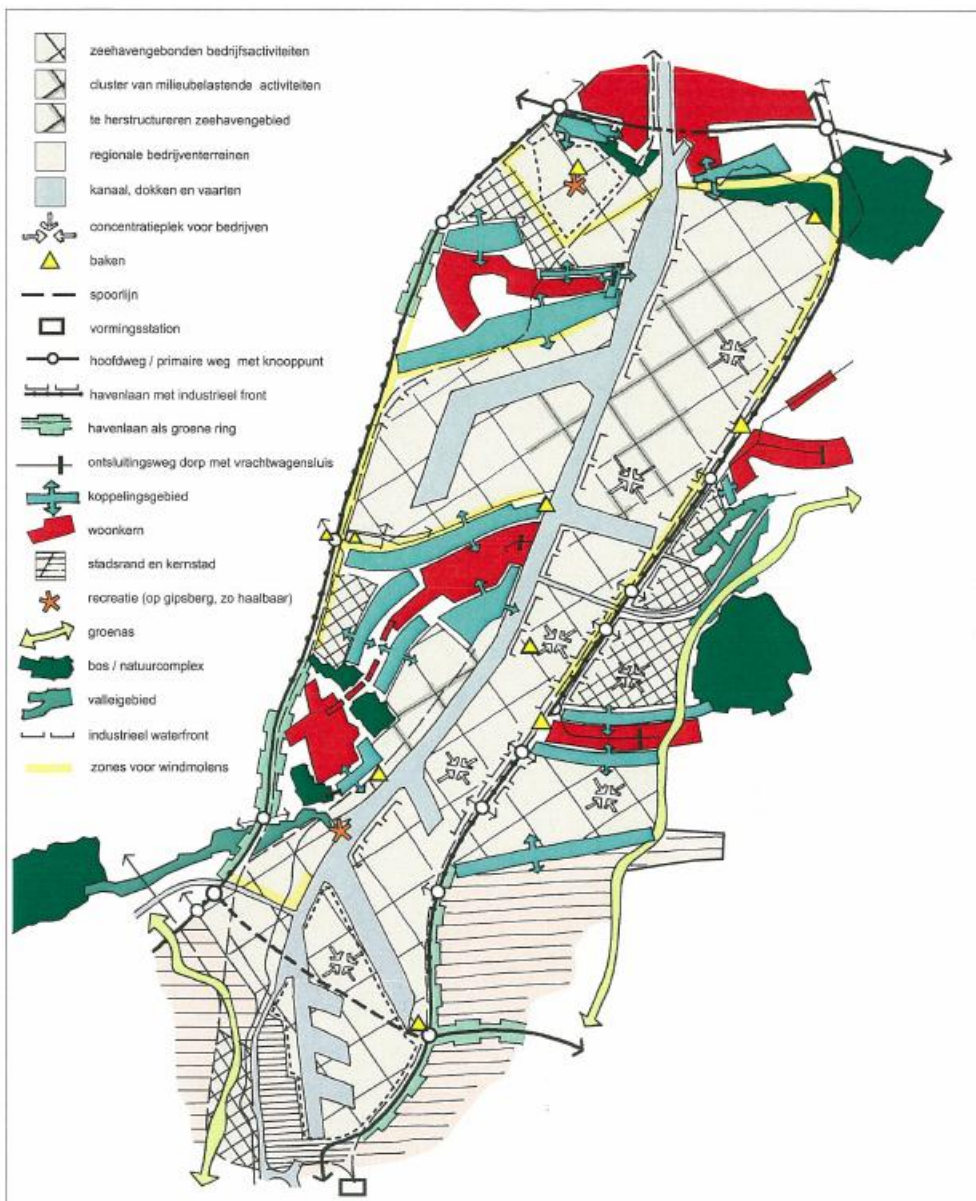 zeehavengebonden bedrijfsactiviteiten
cluster van milieubelastende activiteiten
te herstructureren zeehavengebied
regionale bedrijventerreinen
kanaal, dokken en vaarten
concentratieplek voor bedrijven
baken
spoorlijn
vormingsstation
hoofdweg / primaire weg met knooppunt
havenlaan met industrieel front
havenlaan als groene ring
ontsluitingsweg dorp met vrachtwagensluis
koppelingsgebied
woonkern
stadsrand en kernstad
recreatie (op gipsberg, zo haalbaar)
groenas
bos / natuurcomplex
valleigebied
industrieel waterfront
zones voor windmolens